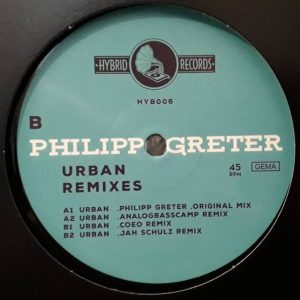 HYBRID RECORDS
HYB006
B
PHILIPP GRETER
URBAN
REMIXES
45
RPM
GEMA
A1 URBAN .PHILIPP GRETER .ORIGINAL MIX
A2 URBAN .ANALOGBASSCAMP REMIX
B1 URBAN .COEO REMIX
B2 URBAN .JAH SCHULZ REMIX